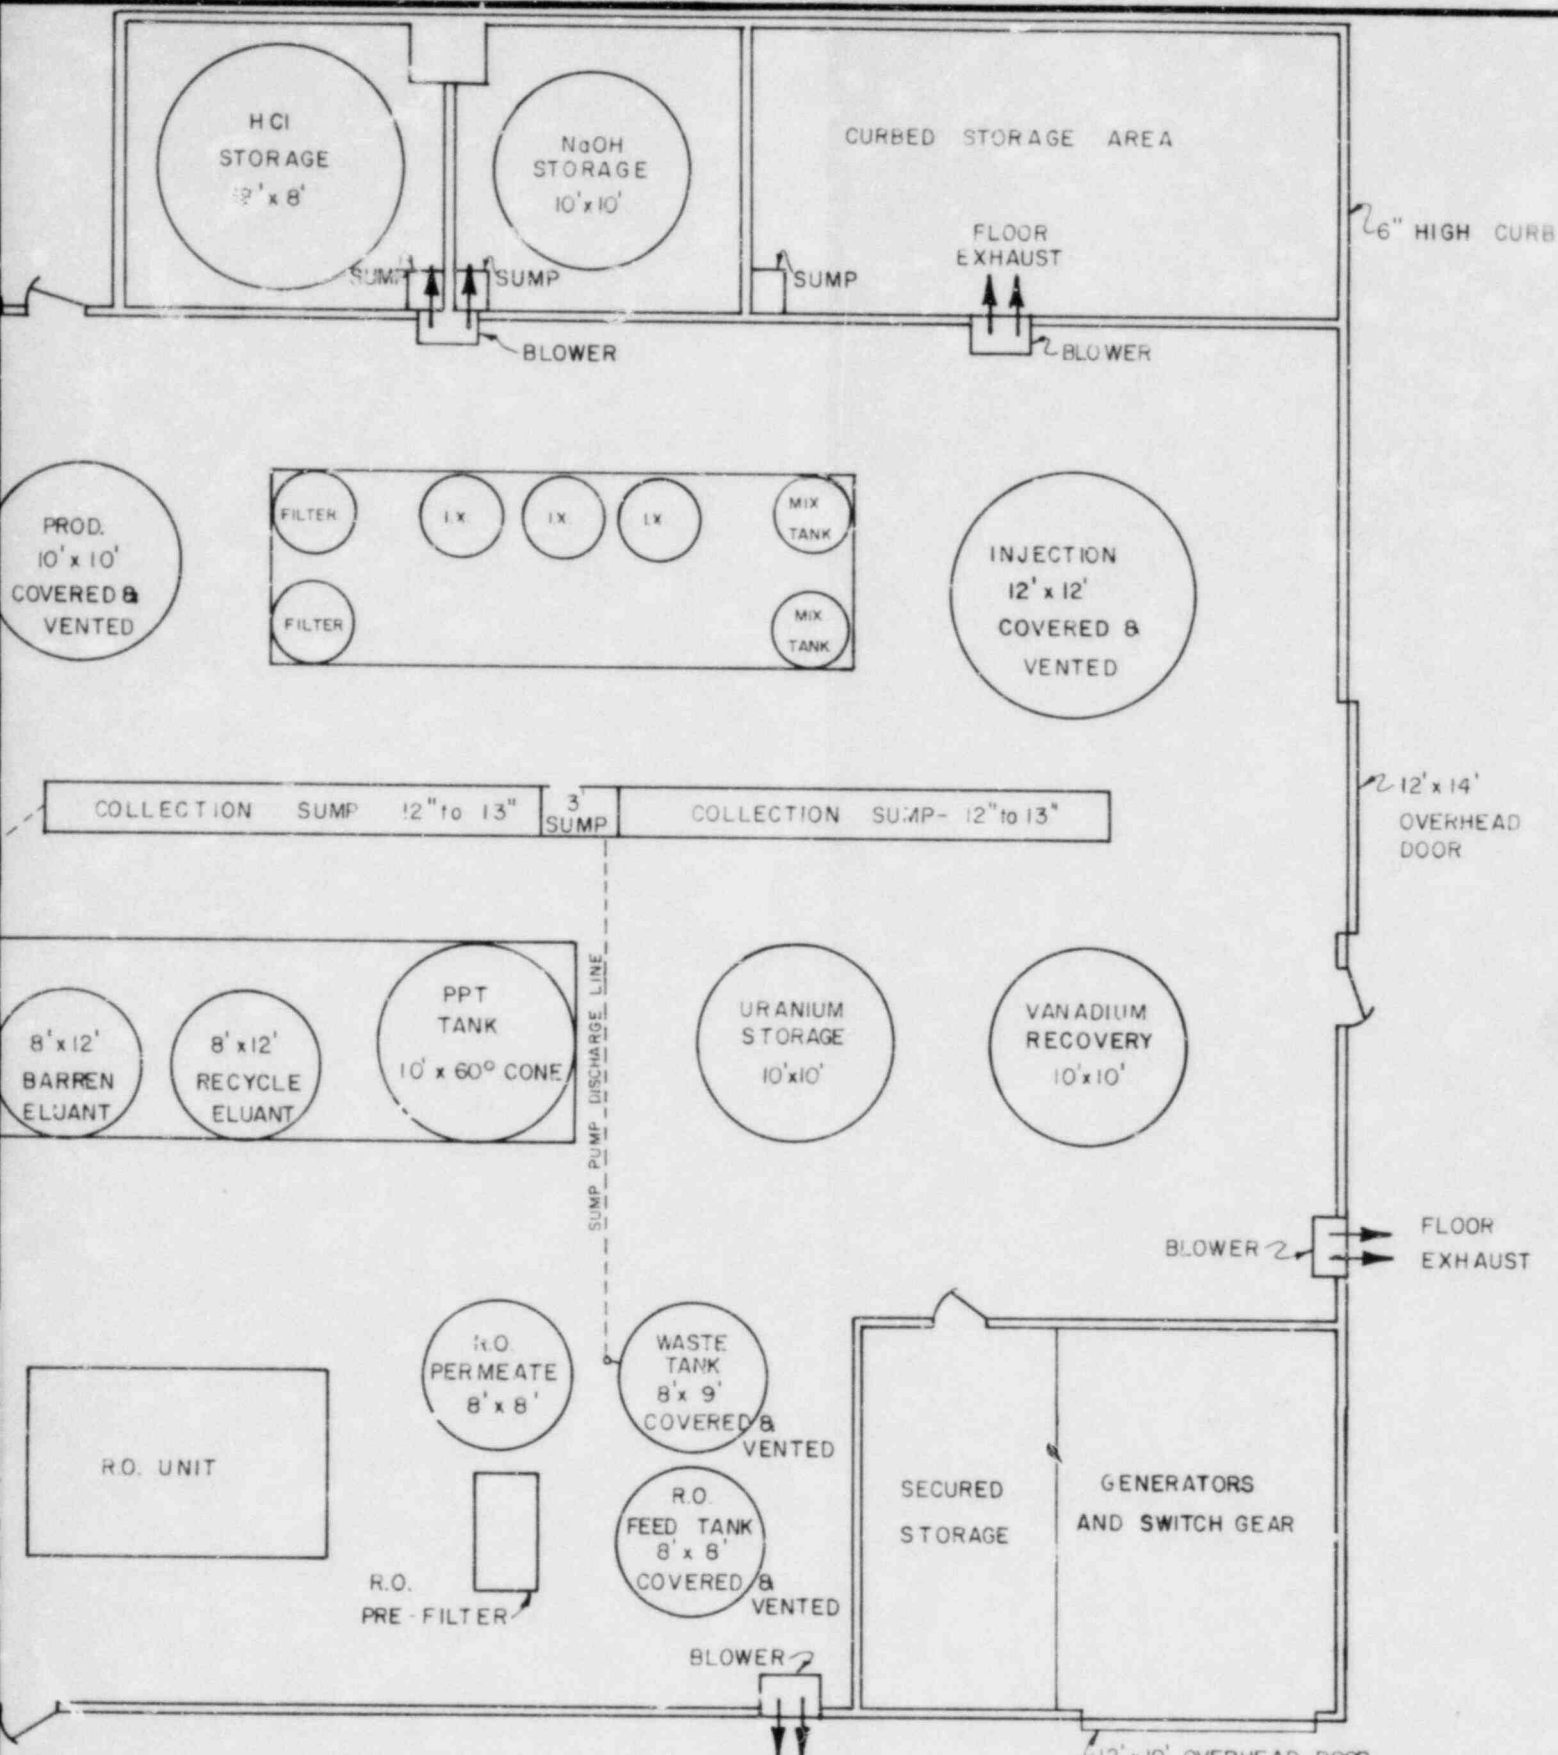 HCl
STORAGE
x 8'
NaOH
STORAGE
10'x10'
CURBED STORAGE AREA
6" HIGH CURB
FLOOR
EXHAUST
SUMP
SUMP
SUMP
BLOWER
BLOWER
PROD.
10' x 10'
COVERED &
VENTED
FILTER
I.X.
I.X.
I.X
MIX
TANK
FILTER
MIX
TANK
INJECTION
12' x 12'
COVERED &
VENTED
COLLECTION SUMP 12" to 13"
3'
SUMP
COLLECTION SUMP- 12" to 13"
12' x 14'
OVERHEAD
DOOR
8' x 12'
BARREN
ELUANT
8' x 12'
RECYCLE
ELUANT
PPT
TANK
10' x 60° CONE
SUMP PUMP DISCHARGE LINE
URANIUM
STORAGE
10'x10'
VANADIUM
RECOVERY
10'x10'
BLOWER
FLOOR
EXHAUST
R.O.
PERMEATE
8' x 8'
WASTE
TANK
8' x 9'
COVERED &
VENTED
R.O. UNIT
R.O.
PRE-FILTER
R.O.
FEED TANK
8' x 8'
COVERED &
VENTED
SECURED
STORAGE
GENERATORS
AND SWITCH GEAR
BLOWER
OVERHEAD DOOR